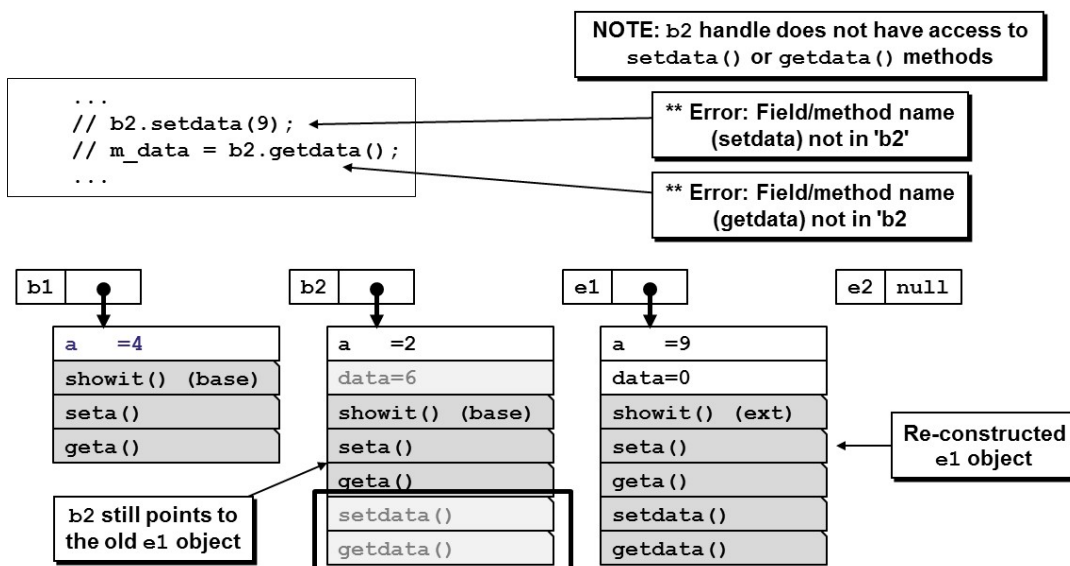 NOTE: b2 handle does not have access to
setdata() or getdata() methods
...
// b2.setdata(9);
// m_data = b2.getdata();
...
** Error: Field/method name
(setdata) not in 'b2'
** Error: Field/method name
(getdata) not in 'b2
b1
b2
e1
e2 null
a =4
showit() (base)
seta()
geta()
a =2
data=6
showit() (base)
seta()
geta()
setdata()
getdata()
a =9
data=0
showit() (ext)
seta()
geta()
setdata()
getdata()
Re-constructed
e1 object
b2 still points to
the old e1 object